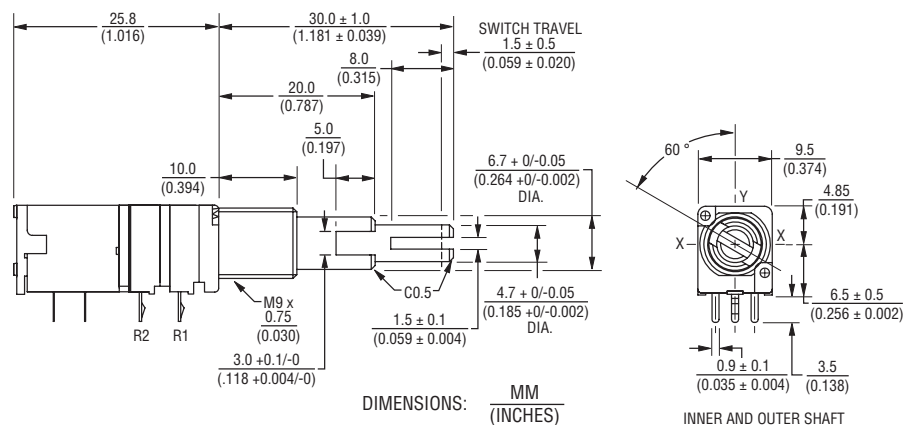 25.8
(1.016)
30.0 ± 1.0
(1.181 ± 0.039)
SWITCH TRAVEL
1.5 ± 0.5
(0.059 ± 0.020)
8.0
(0.315)
20.0
(0.787)
5.0
(0.197)
10.0
(0.394)
6.7 + 0/-0.05
(0.264 +0/-0.002)
DIA.
60 °
9.5
(0.374)
4.85
(0.191)
Y
X
X
R2
R1
M9 x
0.75
(0.030)
C0.5
4.7 + 0/-0.05
(0.185 +0/-0.002)
DIA.
6.5 ± 0.5
(0.256 ± 0.002)
3.0 +0.1/-0
(.118 +0.004/-0)
1.5 ± 0.1
(0.059 ± 0.004)
0.9 ± 0.1
(0.035 ± 0.004)
3.5
(0.138)
DIMENSIONS: MM
(INCHES)
INNER AND OUTER SHAFT